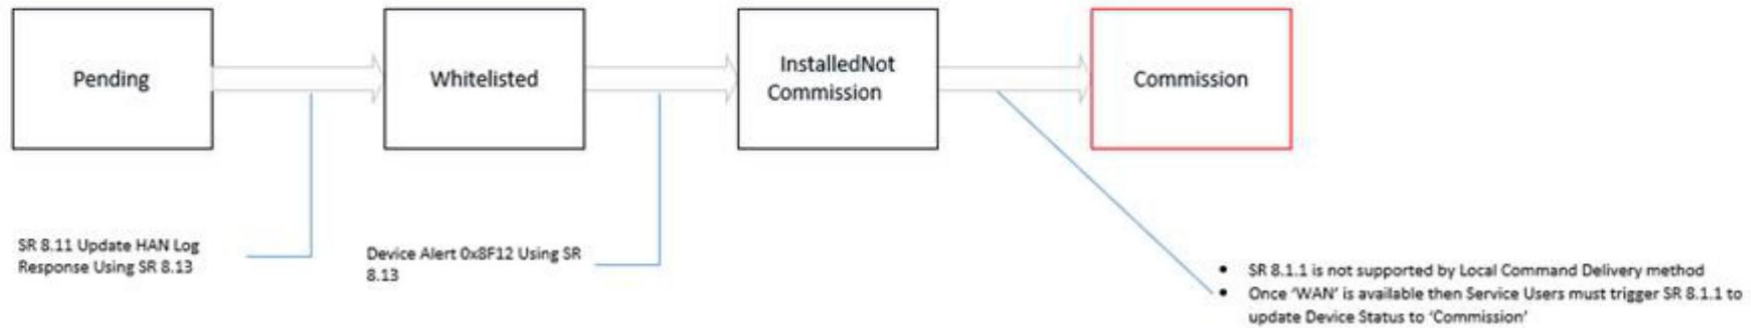 Pending
Whitelisted
InstalledNot
Commission
Commission
SR 8.11 Update HAN Log
Response Using SR 8.13
Device Alert 0x8F12 Using SR
8.13
• SR 8.1.1 is not supported by Local Command Delivery method
• Once ‘WAN’ is available then Service Users must trigger SR 8.1.1 to
update Device Status to ‘Commission’